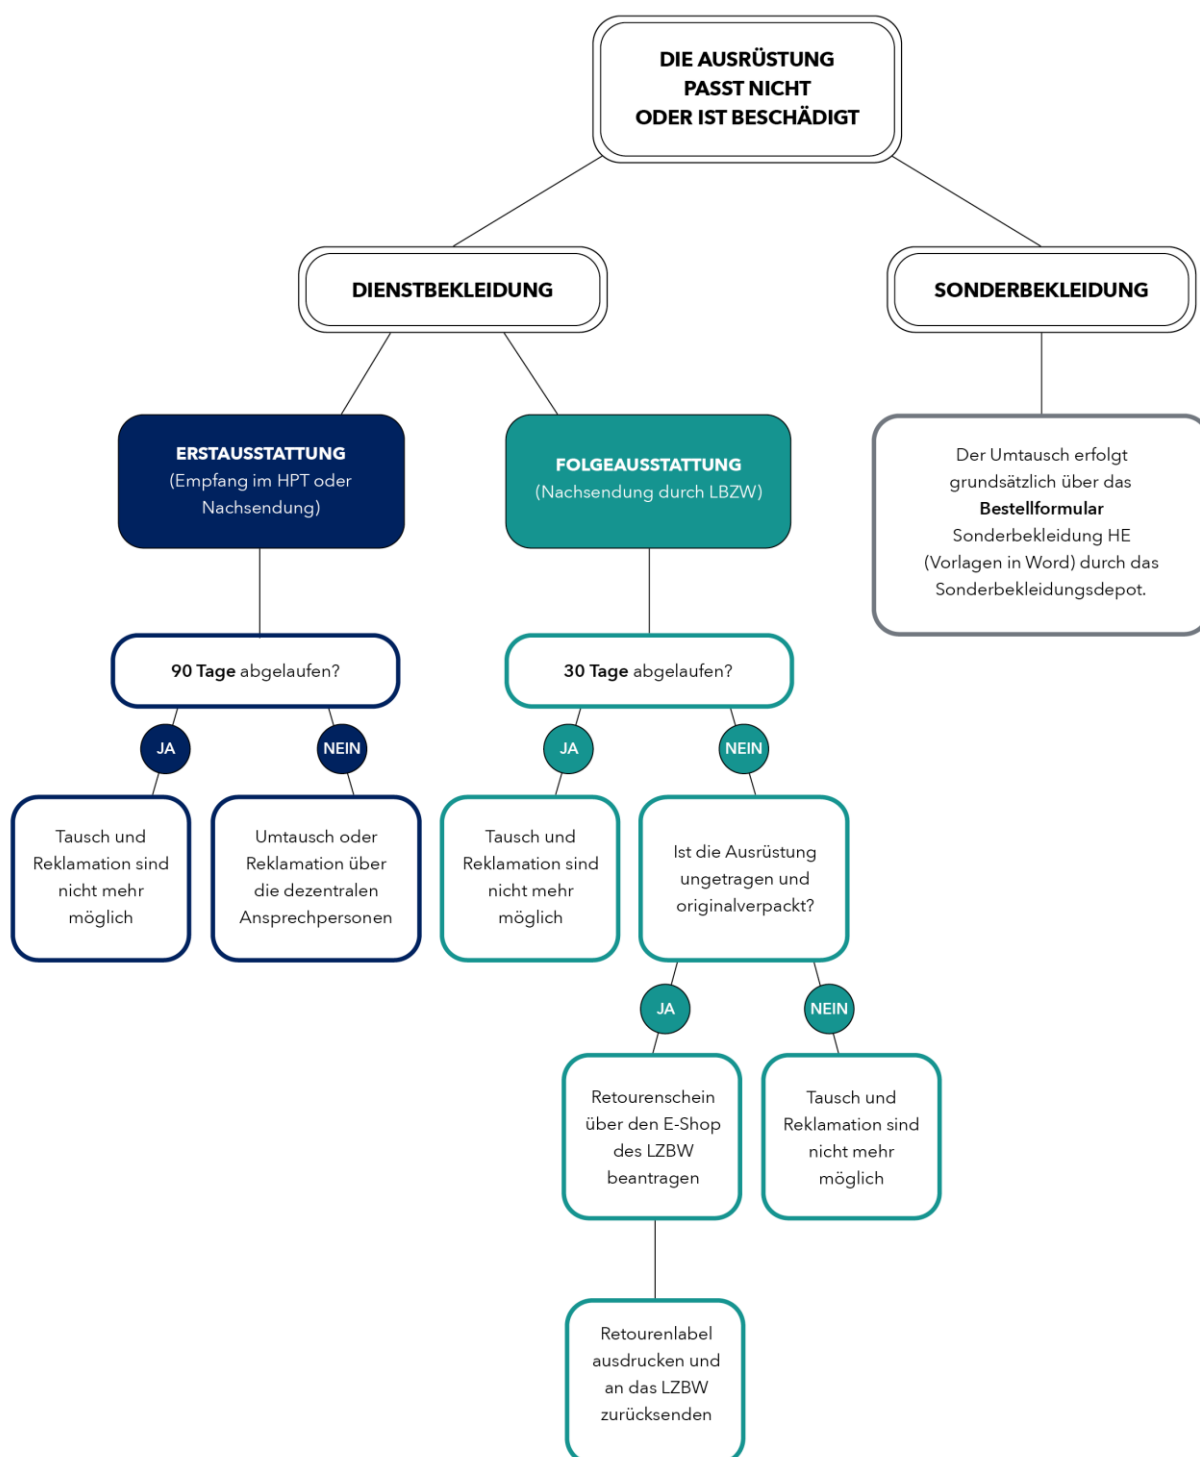 DIE AUSRÜSTUNG
PASST NICHT
ODER IST BESCHÄDIGT
DIENSTBEKLEIDUNG
SONDERBEKLEIDUNG
ERSTAUSSTATTUNG
(Empfang im HPT oder
Nachsendung)
FOLGEAUSSTATTUNG
(Nachsendung durch LBZW)
Der Umtausch erfolgt
grundsätzlich über das
Bestellformular
Sonderbekleidung HE
(Vorlagen in Word) durch das
Sonderbekleidungsdepot.
90 Tage abgelaufen?
30 Tage abgelaufen?
JA
NEIN
JA
NEIN
Tausch und
Reklamation sind
nicht mehr
möglich
Umtausch oder
Reklamation über
die dezentralen
Ansprechpersonen
Tausch und
Reklamation sind
nicht mehr
möglich
Ist die Ausrüstung
ungetragen und
originalverpackt?
JA
NEIN
Retourenschein
über den E-Shop
des LZBW
beantragen
Tausch und
Reklamation sind
nicht mehr
möglich
Retourenlabel
ausdrucken und
an das LZBW
zurücksenden